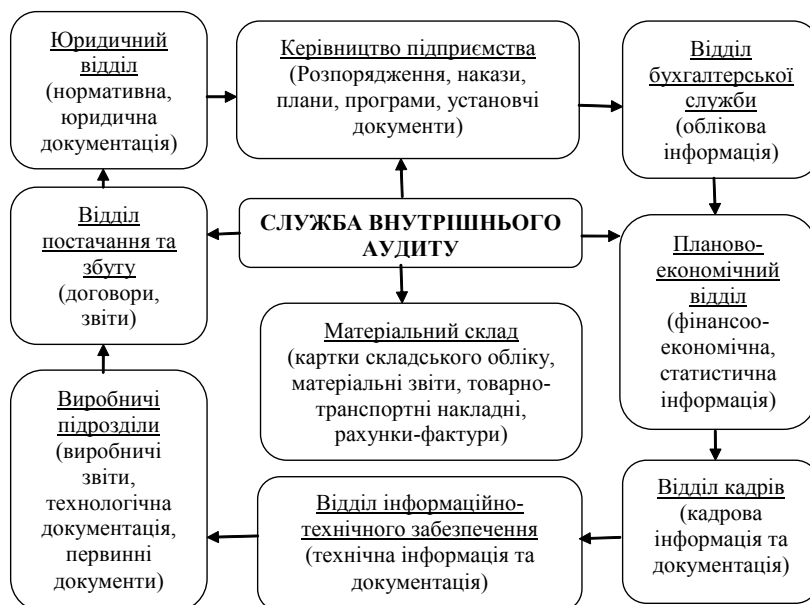 Юридичний
відділ
(нормативна,
юридична
документація)
Керівництво підприємства
(Розпорядження, накази,
плани, програми, установчі
документи)
Відділ
бухгалтерської
служби
(облікова
інформація)
Відділ
постачання та
збуту
(договори,
звіти)
СЛУЖБА ВНУТРІШНЬОГО
АУДИТУ
Планово-
економічний
відділ
(фінансоо-
економічна,
статистична
інформація)
Матеріальний склад
(картки складського обліку,
матеріальні звіти, товарно-
транспортні накладні,
рахунки-фактури)
Виробничі
підрозділи
(виробничі
звіти,
технологічна
документація,
первинні
документи)
Відділ інформаційно-
технічного забезпечення
(технічна інформація та
документація)
Відділ кадрів
(кадрова
інформація та
документація)